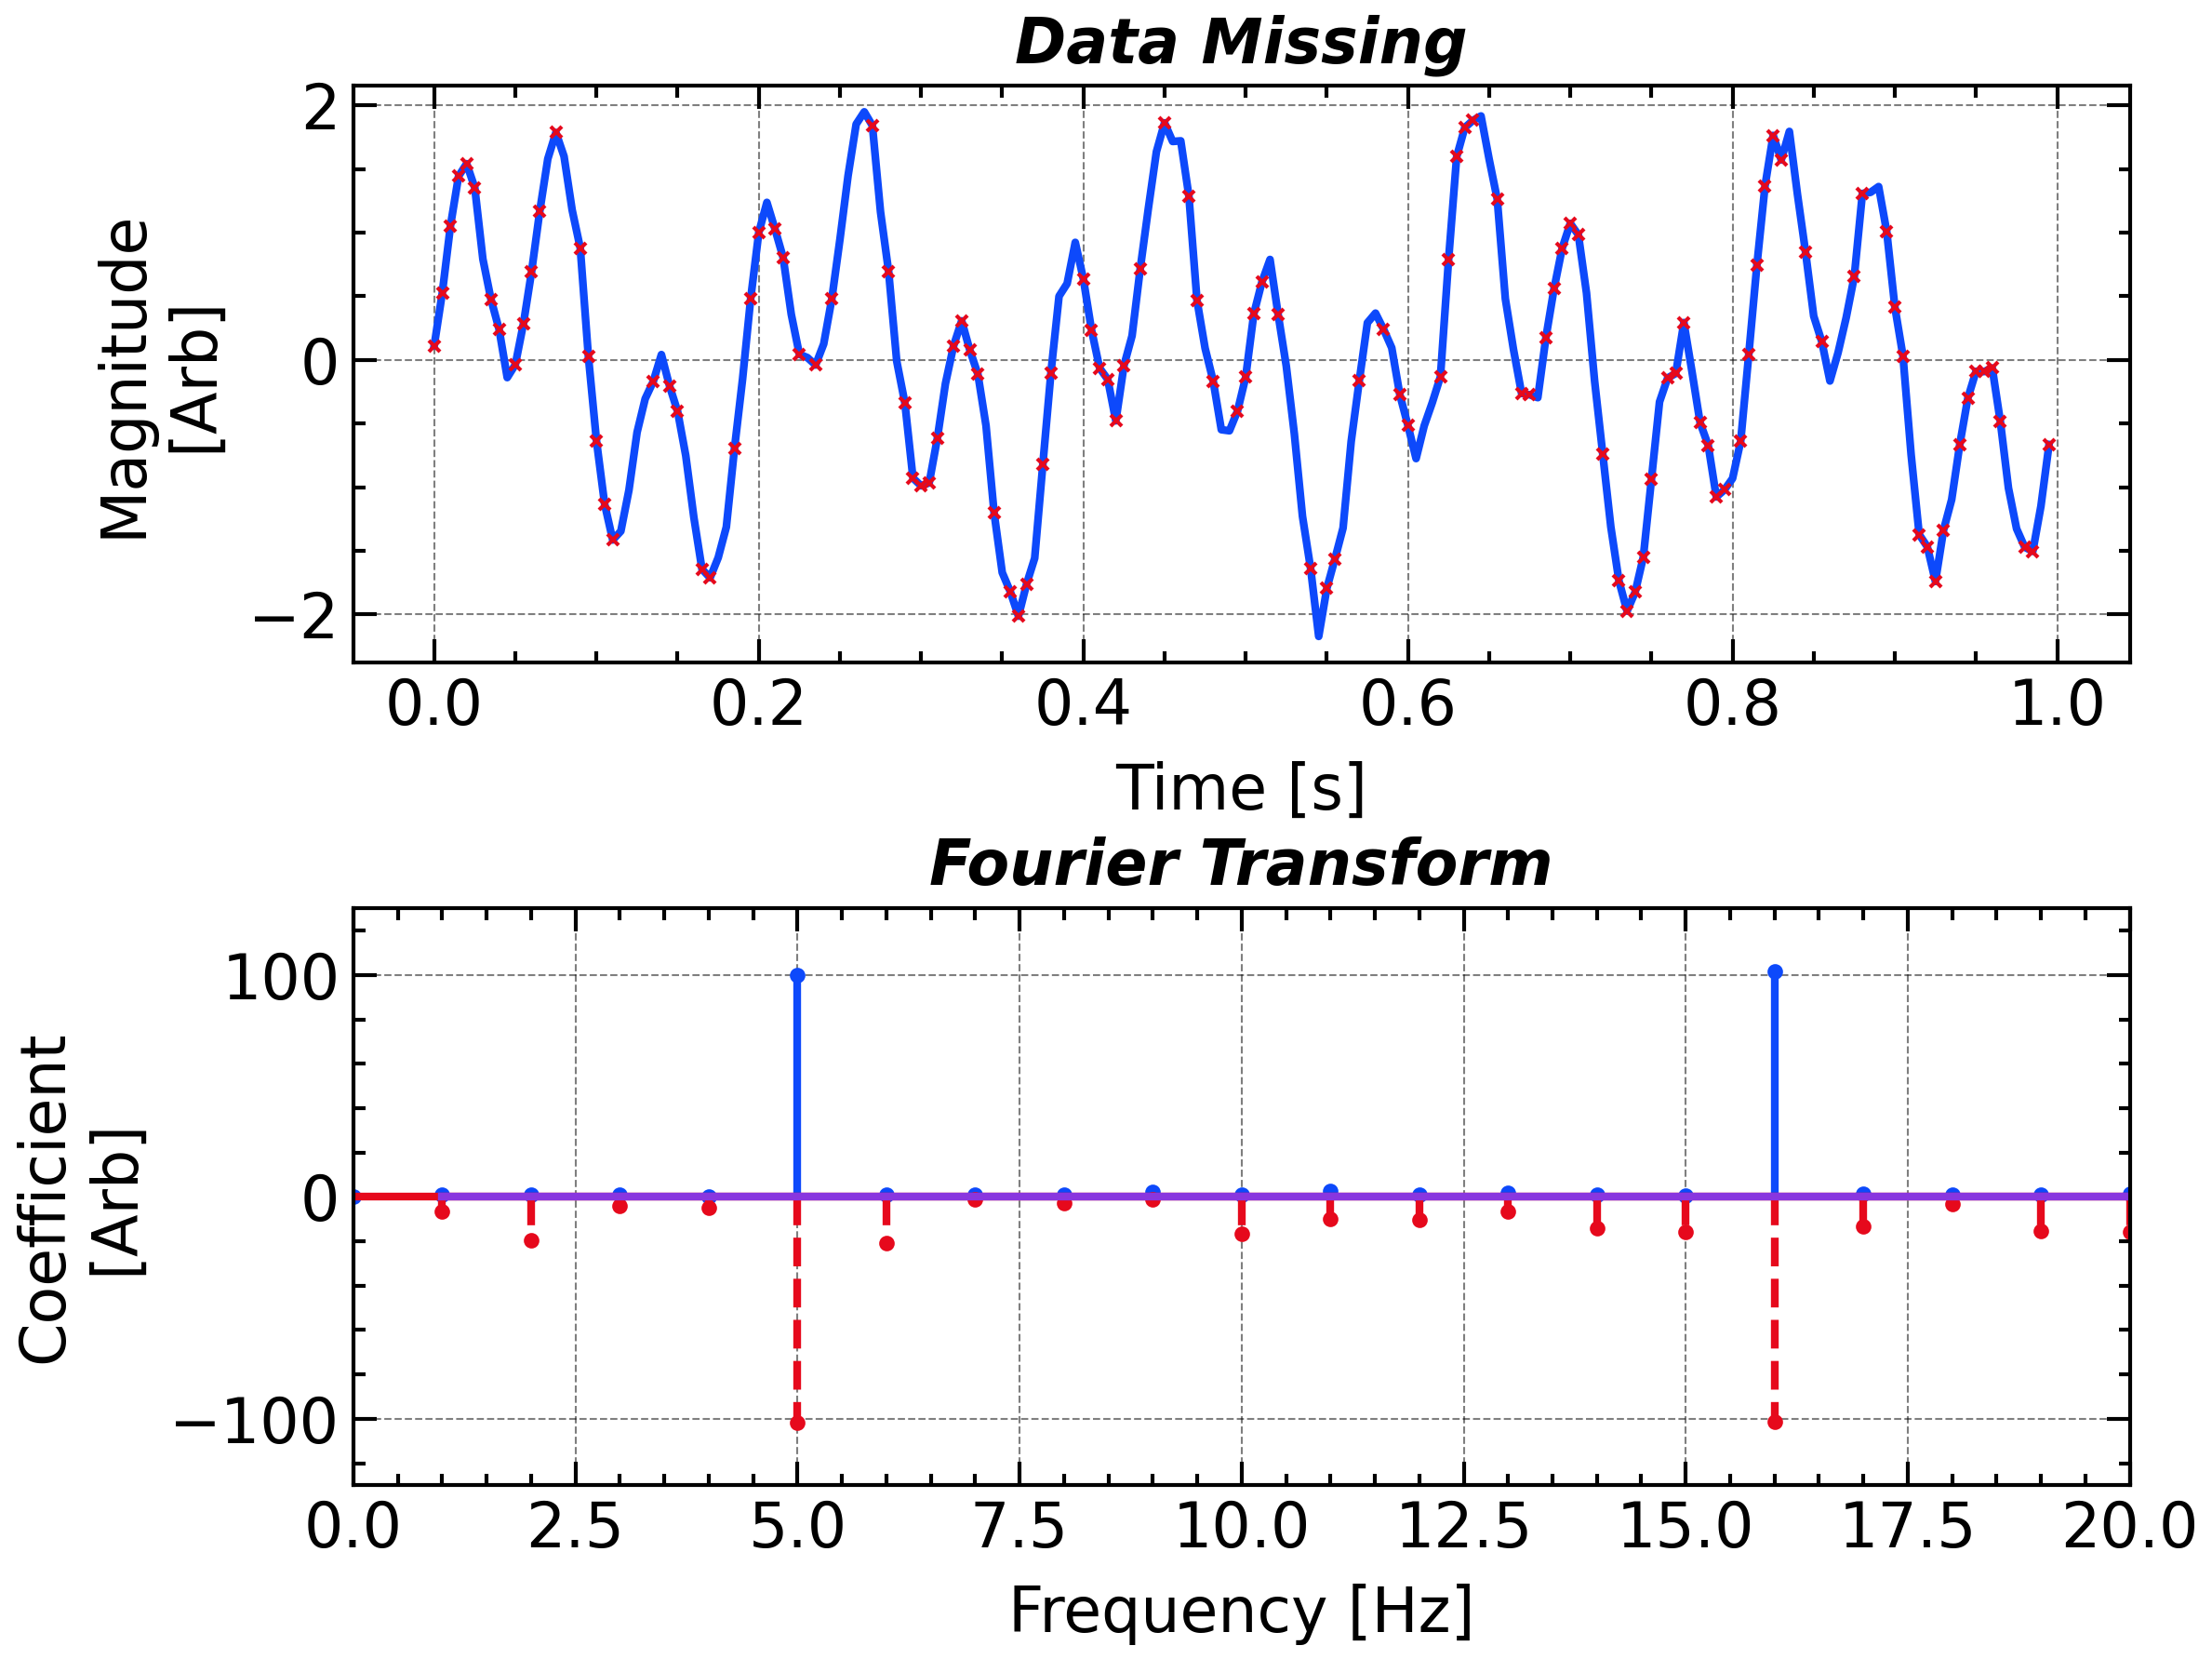 Data Missing
Magnitude
[Arb]
2
0
−2
0.0 0.2 0.4 0.6 0.8 1.0
Time [s]
Fourier Transform
Coefficient
[Arb]
100
0
−100
0.0 2.5 5.0 7.5 10.0 12.5 15.0 17.5 20.0
Frequency [Hz]